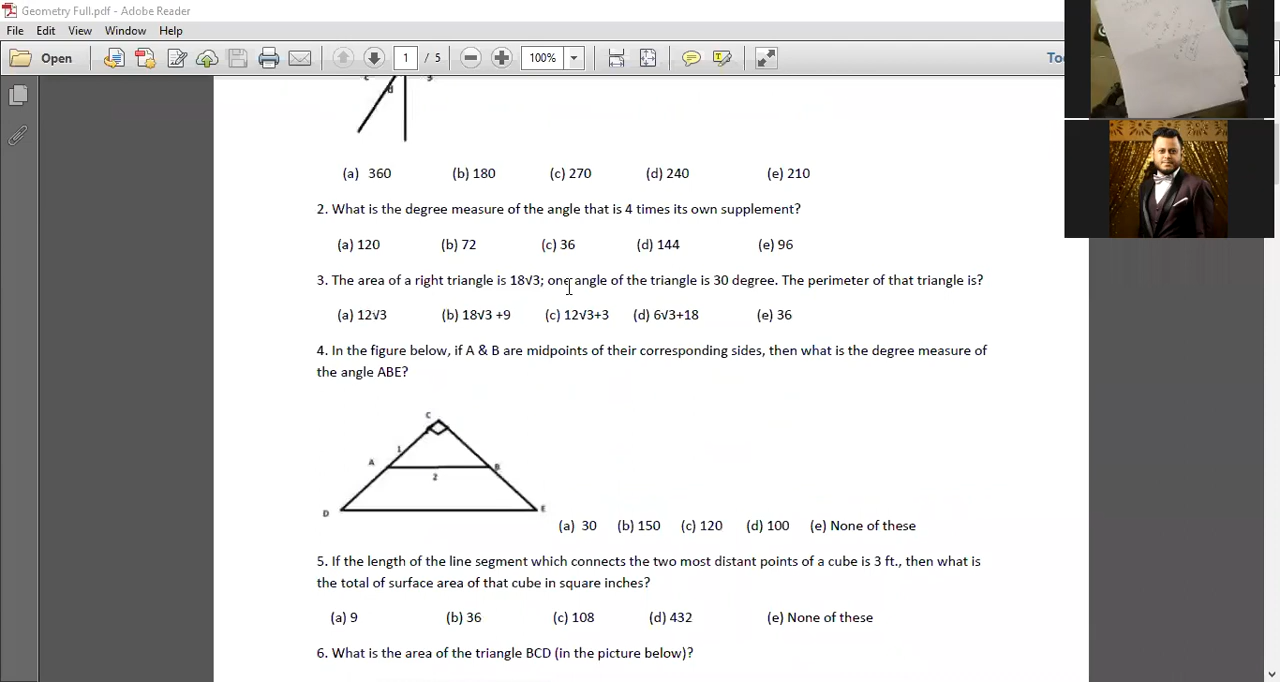 Geometry Full.pdf - Adobe Reader
File Edit View Window Help
Open 1 / 5 100% Too
c d
(a) 360 (b) 180 (c) 270 (d) 240 (e) 210
2. What is the degree measure of the angle that is 4 times its own supplement?
(a) 120 (b) 72 (c) 36 (d) 144 (e) 96
3. The area of a right triangle is 18√3; one angle of the triangle is 30 degree. The perimeter of that triangle is?
(a) 12√3 (b) 18√3 +9 (c) 12√3+3 (d) 6√3+18 (e) 36
4. In the figure below, if A & B are midpoints of their corresponding sides, then what is the degree measure of
the angle ABE?
C
1
A B
2
D E
(a) 30 (b) 150 (c) 120 (d) 100 (e) None of these
5. If the length of the line segment which connects the two most distant points of a cube is 3 ft., then what is
the total of surface area of that cube in square inches?
(a) 9 (b) 36 (c) 108 (d) 432 (e) None of these
6. What is the area of the triangle BCD (in the picture below)?